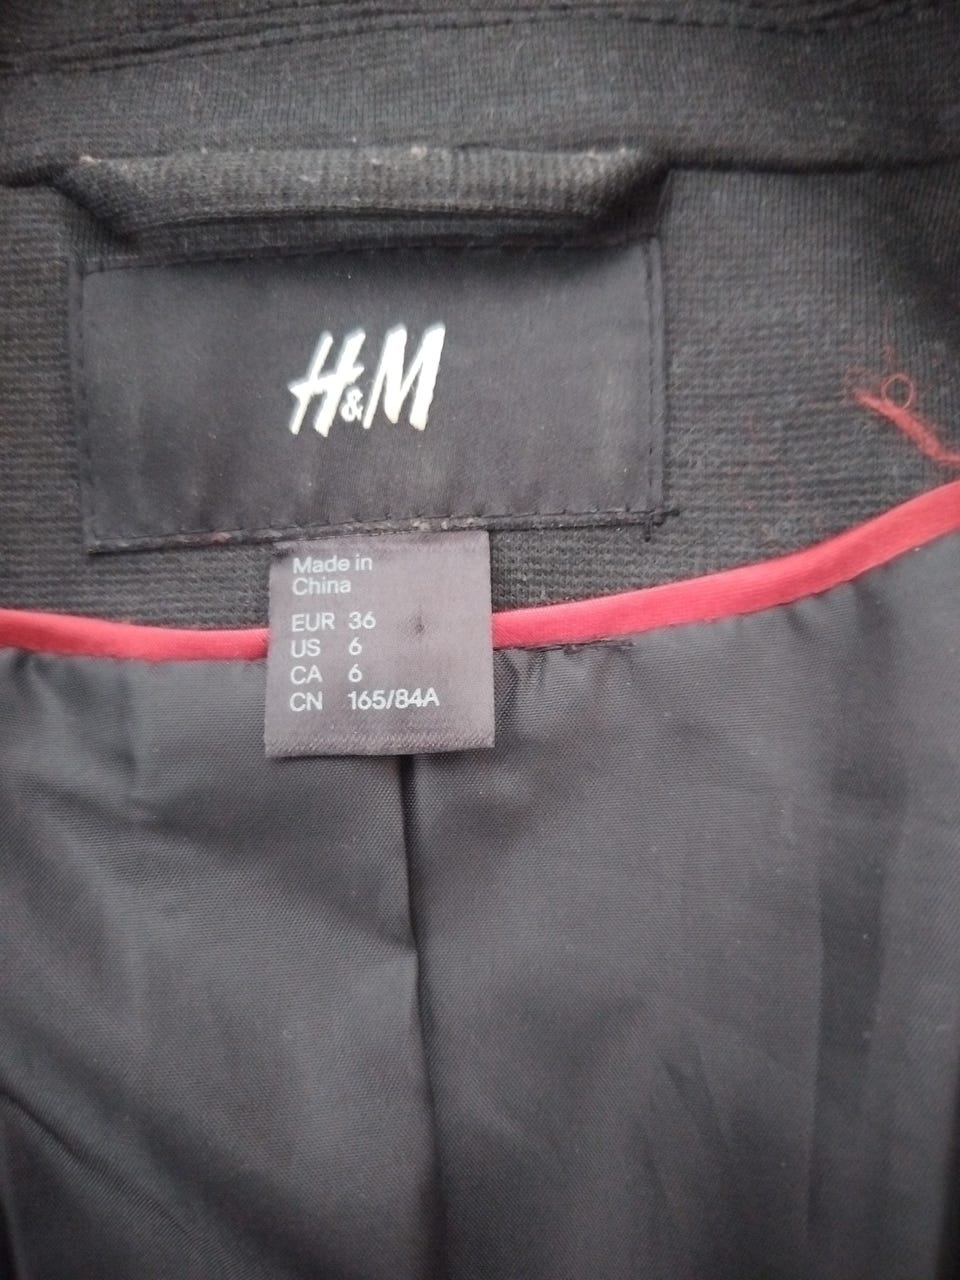 H&M
Made in
China
EUR 36
US 6
CA 6
CN 165/84A